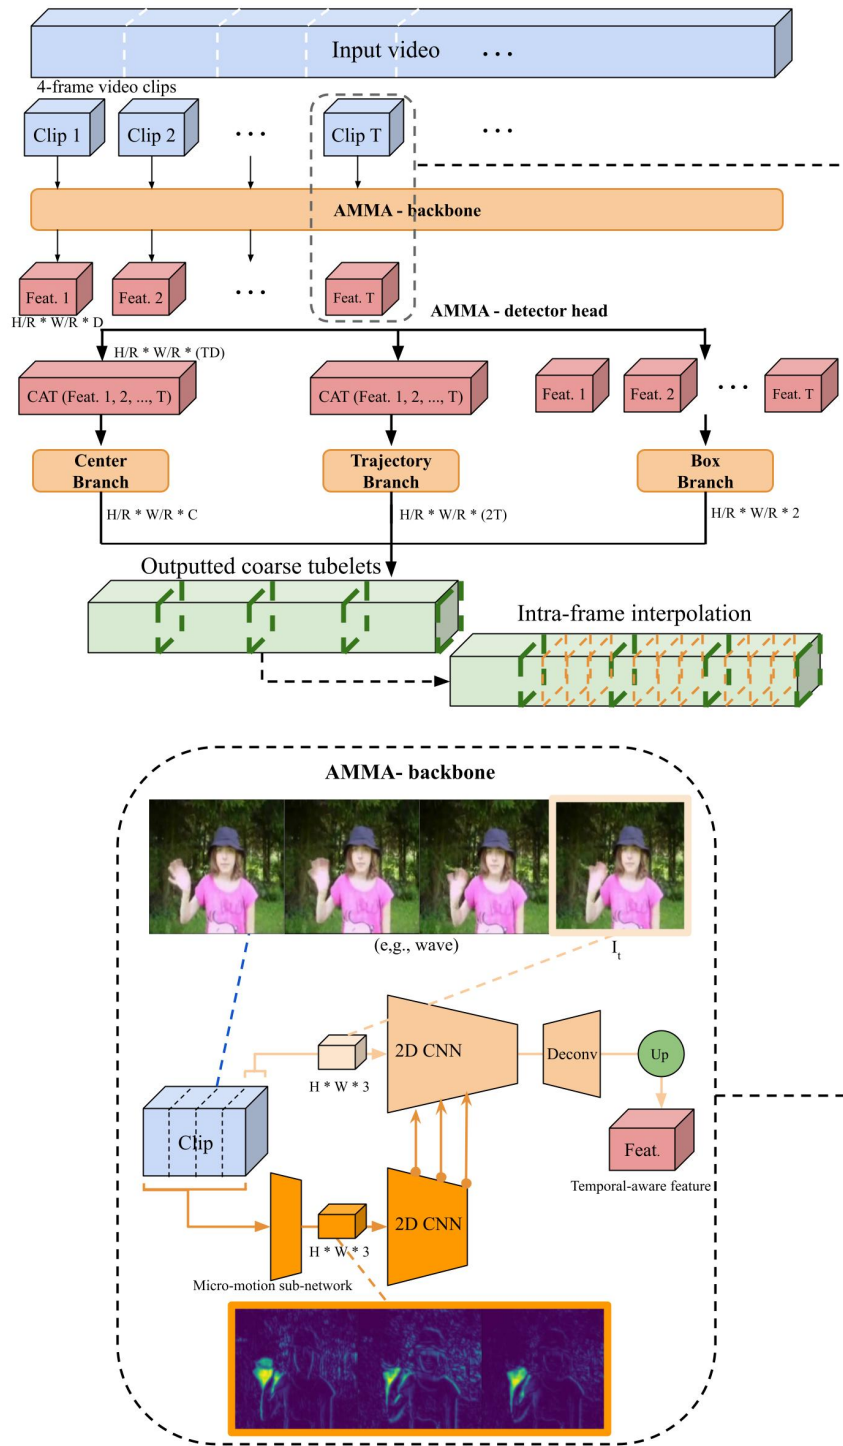 Input video ...
4-frame video clips
Clip 1
Clip 2
...
Clip T
...
AMMA - backbone
Feat. 1
Feat. 2
...
Feat. T
H/R * W/R * D
AMMA - detector head
H/R * W/R * (TD)
CAT (Feat. 1, 2, ..., T)
CAT (Feat. 1, 2, ..., T)
Feat. 1
Feat. 2
...
Feat. T
Center
Branch
Trajectory
Branch
Box
Branch
H/R * W/R * C
H/R * W/R * (2T)
H/R * W/R * 2
Outputted coarse tubelets
Intra-frame interpolation
AMMA- backbone
(e,g., wave)
It
2D CNN
Deconv
Up
H * W * 3
Clip
Feat.
Temporal-aware feature
2D CNN
H * W * 3
Micro-motion sub-network